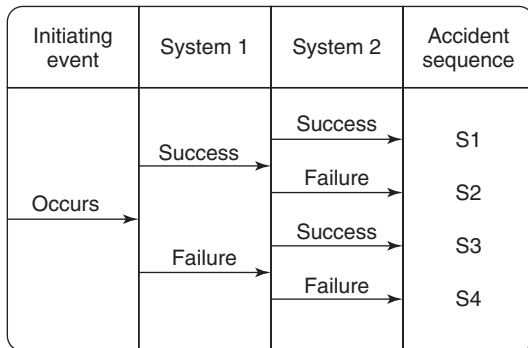 Initiating
event
System 1
System 2
Accident
sequence
Success
S1
Success
Failure
S2
Occurs
Success
S3
Failure
Failure
S4